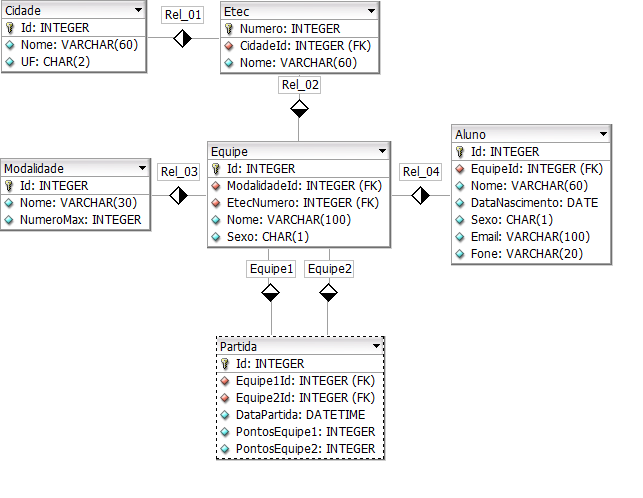 Cidade
Id: INTEGER
Nome: VARCHAR(60)
UF: CHAR(2)
Rel_01
Etec
Numero: INTEGER
CidadeId: INTEGER (FK)
Nome: VARCHAR(60)
Rel_02
Modalidade
Id: INTEGER
Nome: VARCHAR(30)
NumeroMax: INTEGER
Rel_03
Equipe
Id: INTEGER
ModalidadeId: INTEGER (FK)
EtecNumero: INTEGER (FK)
Nome: VARCHAR(100)
Sexo: CHAR(1)
Rel_04
Aluno
Id: INTEGER
EquipeId: INTEGER (FK)
Nome: VARCHAR(60)
DataNascimento: DATE
Sexo: CHAR(1)
Email: VARCHAR(100)
Fone: VARCHAR(20)
Equipe1
Equipe2
Partida
Id: INTEGER
Equipe1Id: INTEGER (FK)
Equipe2Id: INTEGER (FK)
DataPartida: DATETIME
PontosEquipe1: INTEGER
PontosEquipe2: INTEGER